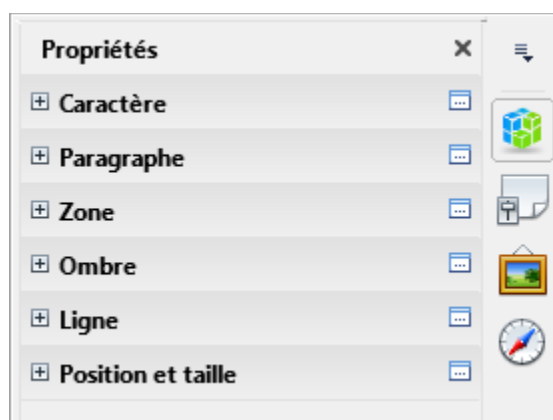 Propriétés
Caractère
Paragraphe
Zone
Ombre
Ligne
Position et taille